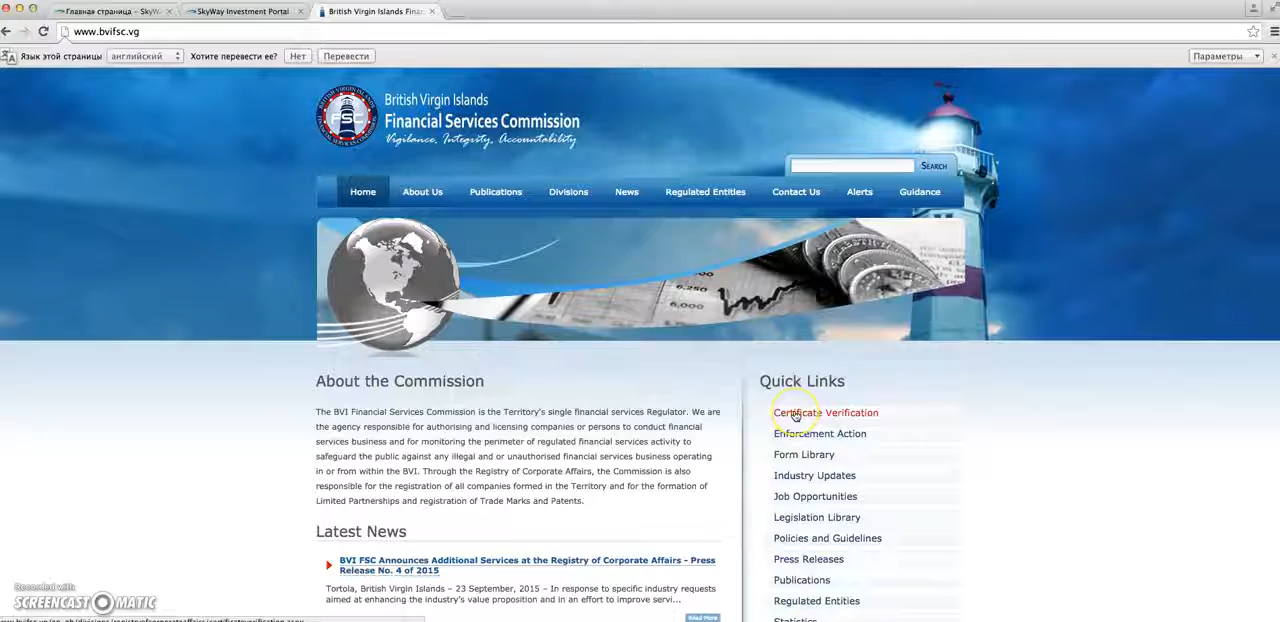 Главная страница - SkyW
SkyWay Investment Portal
British Virgin Islands Finan
www.bvifsc.vg
Язык этой страницы английский Хотите перевести ее? Нет Перевести Параметры
British Virgin Islands
Financial Services Commission
Vigilance, Integrity, Accountability
FSC
SEARCH
Home About Us Publications Divisions News Regulated Entities Contact Us Alerts Guidance
6,250
6,000
About the Commission
The BVI Financial Services Commission is the Territory's single financial services Regulator. We are
the agency responsible for authorising and licensing companies or persons to conduct financial
services business and for monitoring the perimeter of regulated financial services activity to
safeguard the public against any illegal and or unauthorised financial services business operating
in or from within the BVI. Through the Registry of Corporate Affairs, the Commission is also
responsible for the registration of all companies formed in the Territory and for the formation of
Limited Partnerships and registration of Trade Marks and Patents.
Latest News
BVI FSC Announces Additional Services at the Registry of Corporate Affairs - Press
Release No. 4 of 2015
Tortola, British Virgin Islands – 23 September, 2015 – In response to specific industry requests
aimed at enhancing the industry's value proposition and in an effort to improve servi...
Read More
Quick Links
Certificate Verification
Enforcement Action
Form Library
Industry Updates
Job Opportunities
Legislation Library
Policies and Guidelines
Press Releases
Publications
Regulated Entities
Statistics
Recorded with
SCREENCAST MATIC